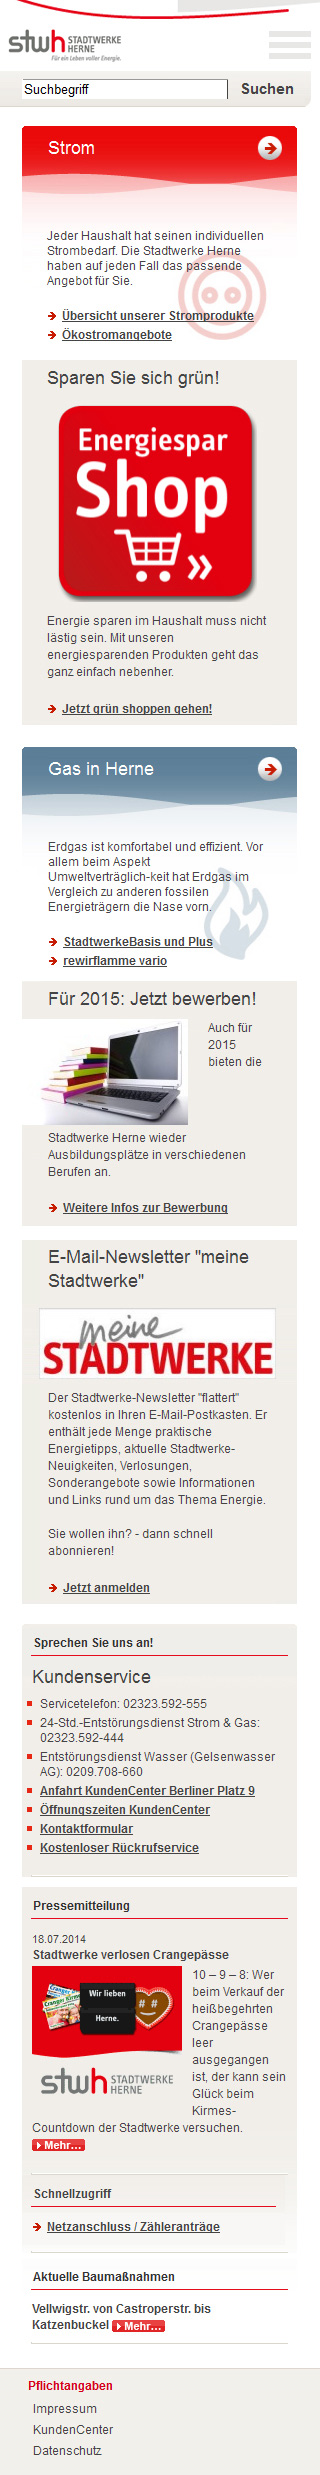 stwh STADTWERKE
HERNE
Für ein Leben voller Energie.
Suchbegriff Suchen
Strom
Jeder Haushalt hat seinen individuellen
Strombedarf. Die Stadtwerke Herne
haben auf jeden Fall das passende
Angebot für Sie.
Übersicht unserer Stromprodukte
Ökostromangebote
Sparen Sie sich grün!
Energiespar
Shop
Energie sparen im Haushalt muss nicht
lästig sein. Mit unseren
energiesparenden Produkten geht das
ganz einfach nebenher.
Jetzt grün shoppen gehen!
Gas in Herne
Erdgas ist komfortabel und effizient. Vor
allem beim Aspekt
Umweltverträglich-keit hat Erdgas im
Vergleich zu anderen fossilen
Energieträgern die Nase vorn.
StadtwerkeBasis und Plus
rewirflamme vario
Für 2015: Jetzt bewerben!
Auch für
2015
bieten die
Stadtwerke Herne wieder
Ausbildungsplätze in verschiedenen
Berufen an.
Weitere Infos zur Bewerbung
E-Mail-Newsletter "meine
Stadtwerke"
meine
STADTWERKE
Der Stadtwerke-Newsletter "flattert"
kostenlos in Ihren E-Mail-Postkasten. Er
enthält jede Menge praktische
Energietipps, aktuelle Stadtwerke-
Neuigkeiten, Verlosungen,
Sonderangebote sowie Informationen
und Links rund um das Thema Energie.
Sie wollen ihn? - dann schnell
abonnieren!
Jetzt anmelden
Sprechen Sie uns an!
Kundenservice
Servicetelefon: 02323.592-555
24-Std.-Entstörungsdienst Strom & Gas:
02323.592-444
Entstörungsdienst Wasser (Gelsenwasser
AG): 0209.708-660
Anfahrt KundenCenter Berliner Platz 9
Öffnungszeiten KundenCenter
Kontaktformular
Kostenloser Rückrufservice
Pressemitteilung
18.07.2014
Stadtwerke verlosen Crangepässe
Wir lieben
Herne.
stwh STADTWERKE
HERNE
10 – 9 – 8: Wer
beim Verkauf der
heißbegehrten
Crangepässe
leer
ausgegangen
ist, der kann sein
Glück beim
Kirmes-
Countdown der Stadtwerke versuchen.
Mehr...
Schnellzugriff
Netzanschluss / Zähleranträge
Aktuelle Baumaßnahmen
Vellwigstr. von Castroperstr. bis
Katzenbuckel Mehr...
Pflichtangaben
Impressum
KundenCenter
Datenschutz